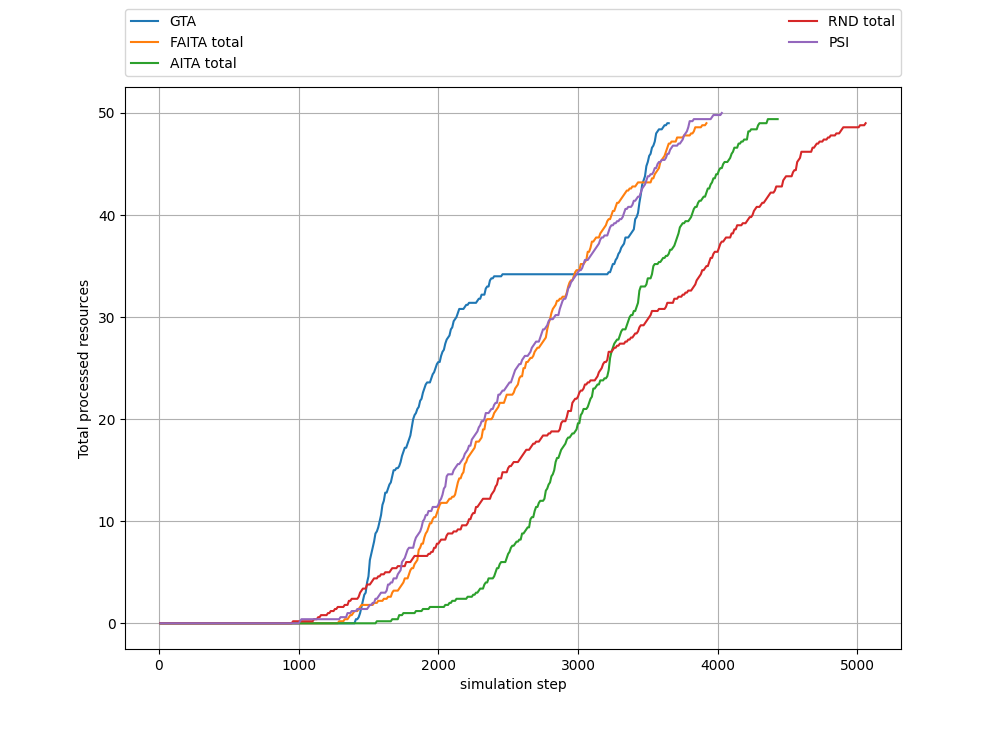 GTA
FAITA total
AITA total
RND total
PSI
50
40
30
20
10
0
Total processed resources
0 1000 2000 3000 4000 5000
simulation step